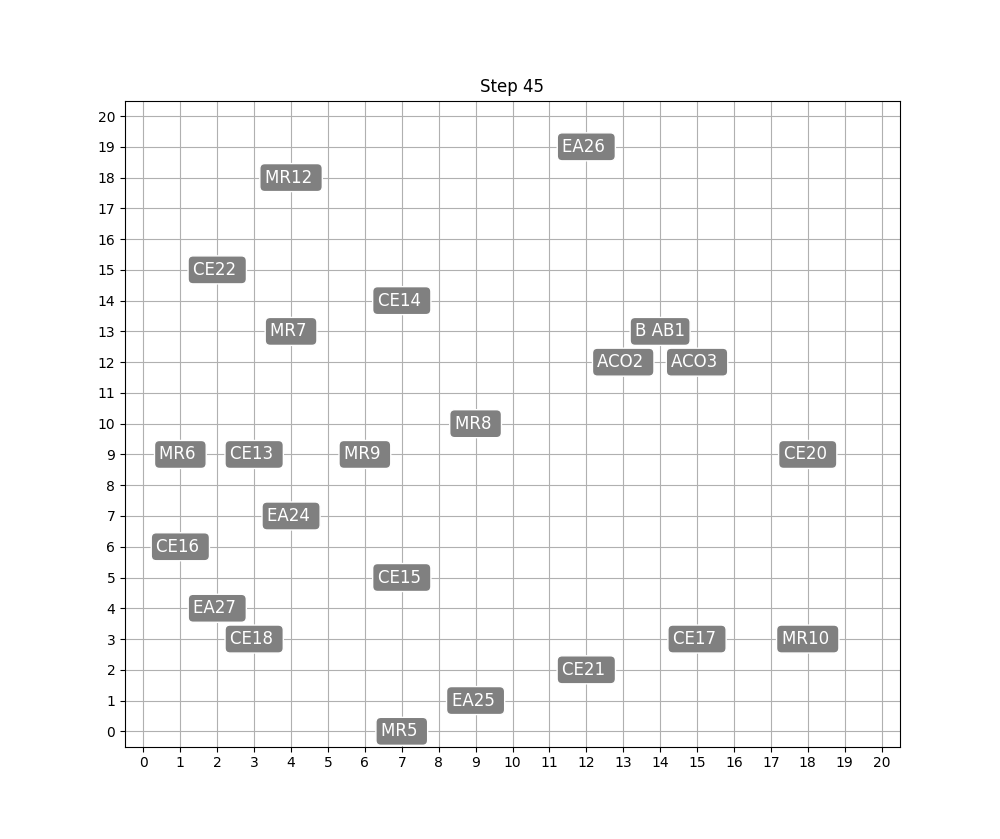 Step 45
20
19
EA26
18
MR12
17
16
15
CE22
14
CE14
13
MR7
B AB1
12
ACO2
ACO3
11
10
MR8
9
MR6
CE13
MR9
CE20
8
7
EA24
6
CE16
5
CE15
4
EA27
3
CE18
CE17
MR10
2
CE21
1
EA25
0
MR5
0 1 2 3 4 5 6 7 8 9 10 11 12 13 14 15 16 17 18 19 20